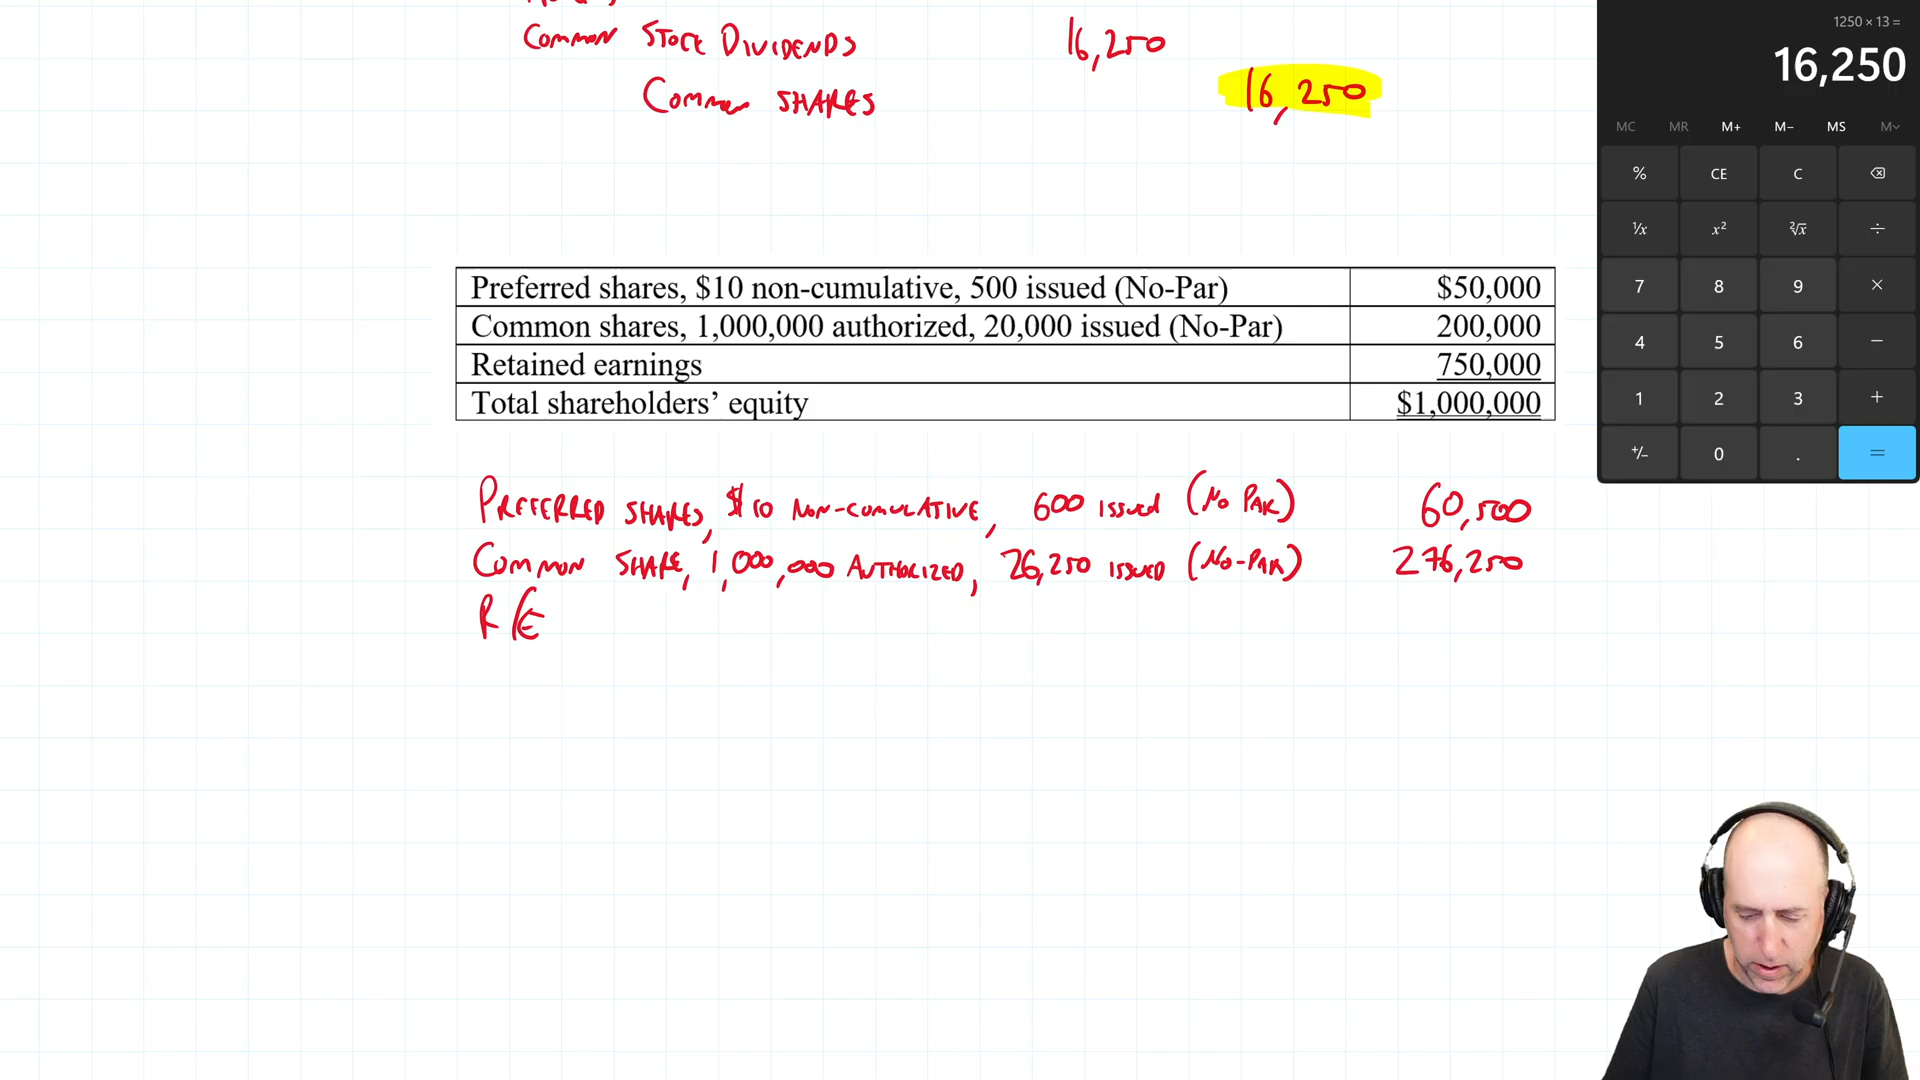 Common Stock Dividends 16,250
Common Shares 16,250
Preferred shares, $10 non-cumulative, 500 issued (No-Par) $50,000
Common shares, 1,000,000 authorized, 20,000 issued (No-Par) 200,000
Retained earnings 750,000
Total shareholders’ equity $1,000,000
Preferred shares, $10 non-cumulative, 600 issued (No Par) 60,500
Common share, 1,000,000 authorized, 26,250 issued (No-Par) 276,250
R/E
1250 × 13 =
16,250
MC MR M+ M− MS M˅
% CE C ⌫
¹/x x² ²√x ÷
7 8 9 ×
4 5 6 −
1 2 3 +
+/− 0 . =